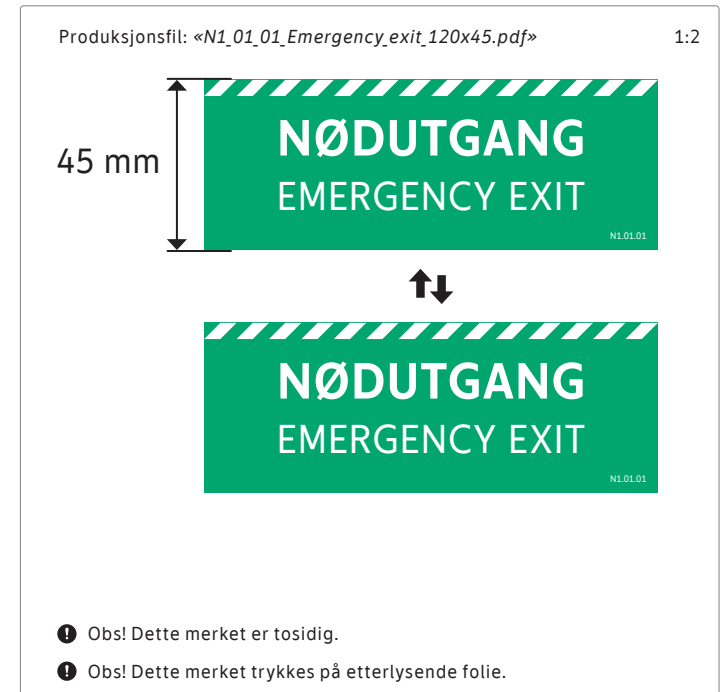 Produksjonsfil: «N1_01_01_Emergency_exit_120x45.pdf» 1:2
45 mm
NØDUTGANG
EMERGENCY EXIT
N1.01.01
NØDUTGANG
EMERGENCY EXIT
N1.01.01
Obs! Dette merket er tosidig.
Obs! Dette merket trykkes på etterlysende folie.